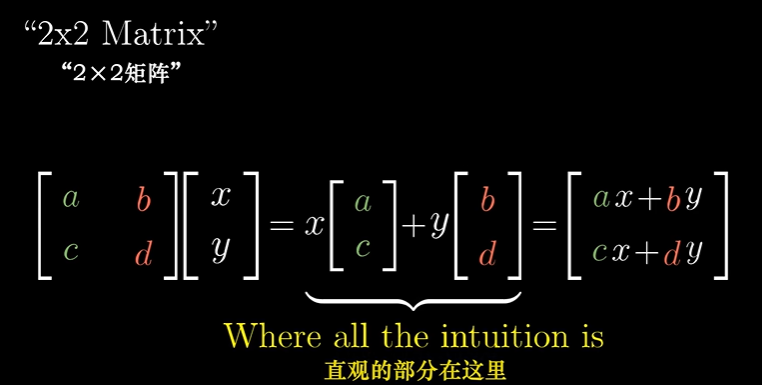 “2x2 Matrix”
“2×2矩阵”
[a b; c d][x; y] = x[a; c]+y[b; d] = [ax+by; cx+dy]
Where all the intuition is
直观的部分在这里